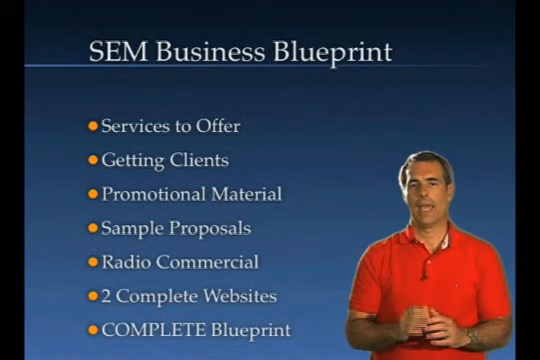 SEM Business Blueprint
Services to Offer
Getting Clients
Promotional Material
Sample Proposals
Radio Commercial
2 Complete Websites
COMPLETE Blueprint